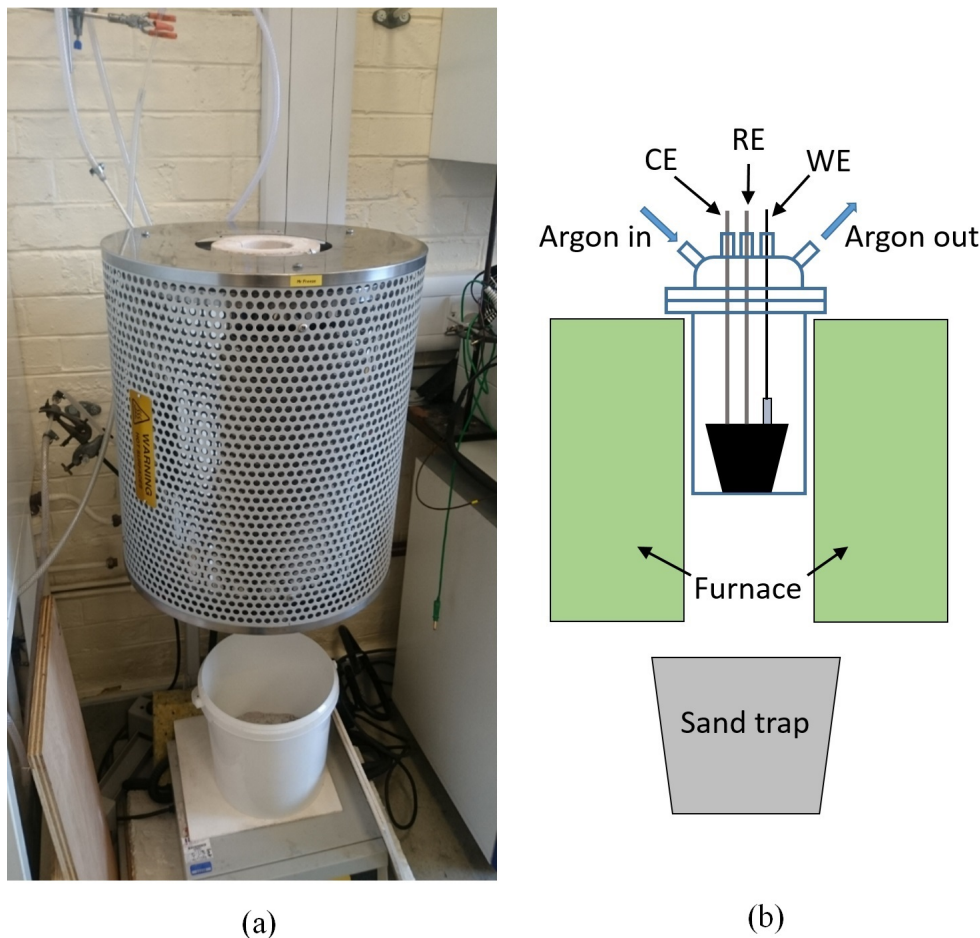 WARNING
CE
RE
WE
Argon in
Argon out
Furnace
Sand trap
(a)
(b)